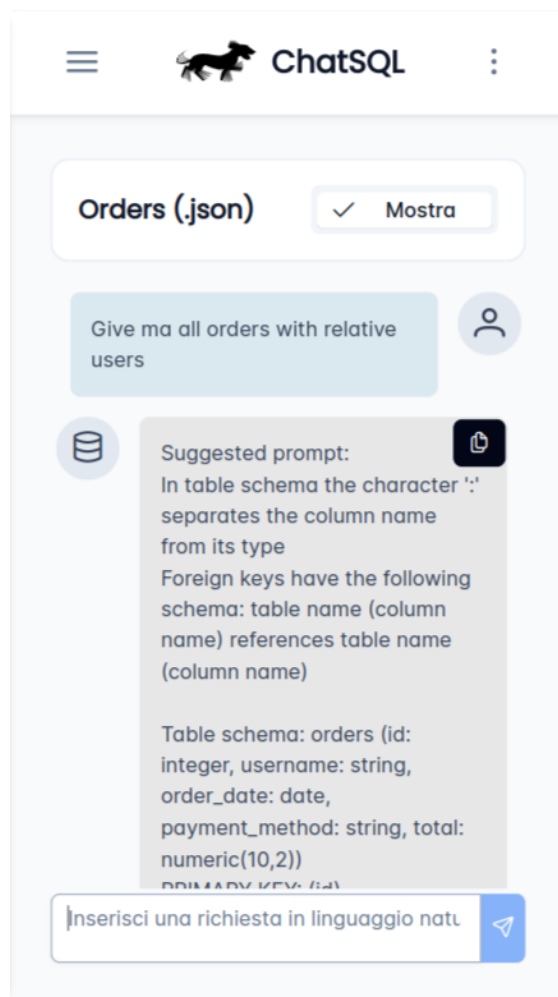 ChatSQL
Orders (.json)
Mostra
Give ma all orders with relative
users
Suggested prompt:
In table schema the character ':'
separates the column name
from its type
Foreign keys have the following
schema: table name (column
name) references table name
(column name)
Table schema: orders (id:
integer, username: string,
order_date: date,
payment_method: string, total:
numeric(10,2))
PRIMARY KEY: (id)
Inserisci una richiesta in linguaggio natu